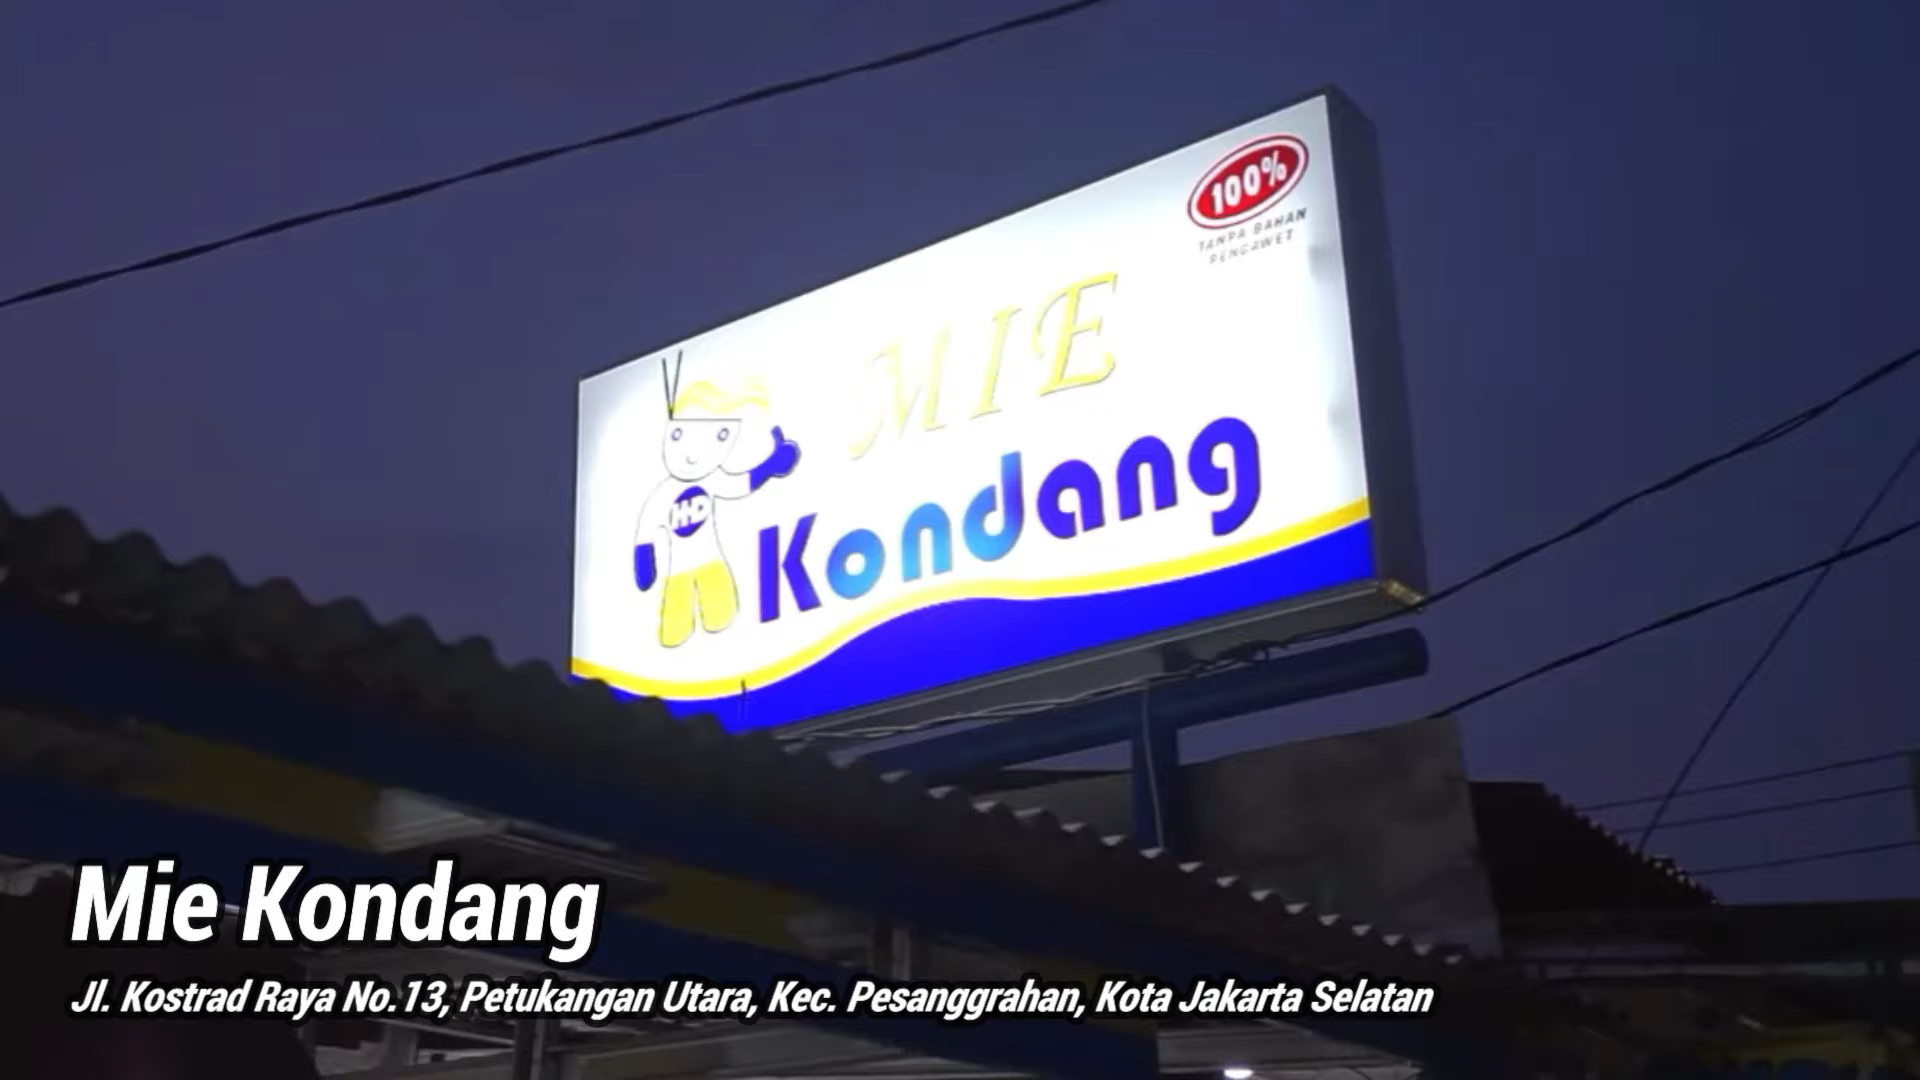 100%
TANPA BAHAN
PENGAWET
MIE
Kondang
Mie Kondang
Jl. Kostrad Raya No.13, Petukangan Utara, Kec. Pesanggrahan, Kota Jakarta Selatan